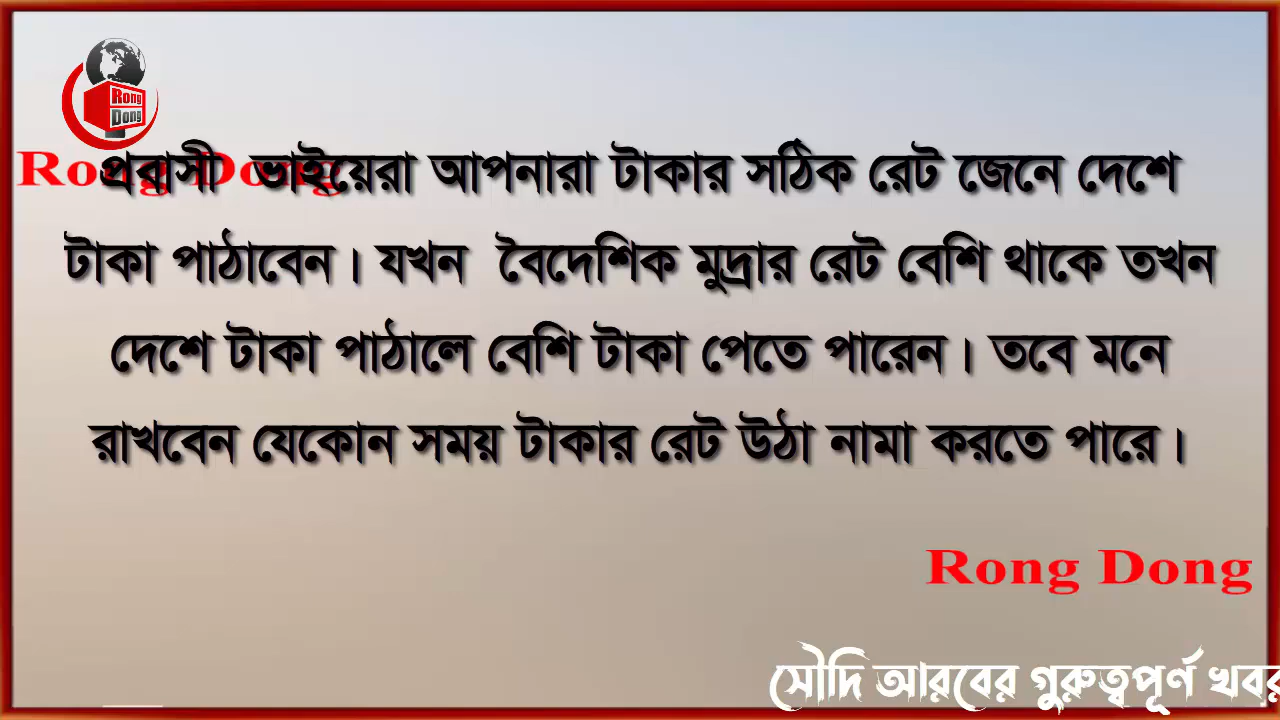 Rong
Dong
Rong Dong
প্রবাসী ভাইয়েরা আপনারা টাকার সঠিক রেট জেনে দেশে
টাকা পাঠাবেন। যখন বৈদেশিক মুদ্রার রেট বেশি থাকে তখন
দেশে টাকা পাঠালে বেশি টাকা পেতে পারেন। তবে মনে
রাখবেন যেকোন সময় টাকার রেট উঠা নামা করতে পারে।
Rong Dong
সৌদি আরবের গুরুত্বপূর্ণ খবর